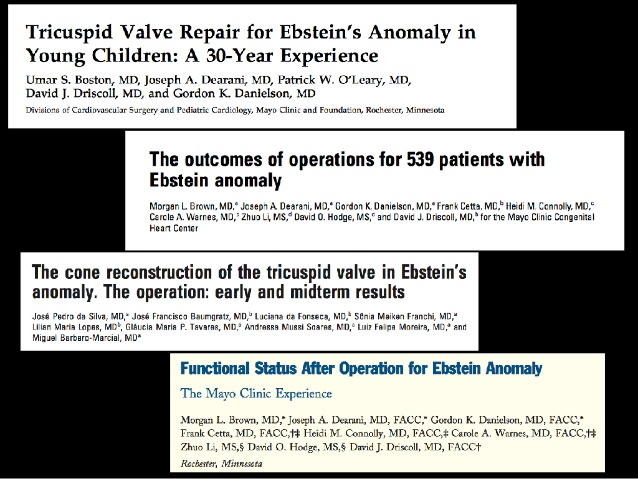 Tricuspid Valve Repair for Ebstein's Anomaly in
Young Children: A 30-Year Experience
Umar S. Boston, MD, Joseph A. Dearani, MD, Patrick W. O'Leary, MD,
David J. Driscoll, MD, and Gordon K. Danielson, MD
Divisions of Cardiovascular Surgery and Pediatric Cardiology, Mayo Clinic and Foundation, Rochester, Minnesota
The outcomes of operations for 539 patients with
Ebstein anomaly
Morgan L. Brown, MD,a Joseph A. Dearani, MD,a Gordon K. Danielson, MD,a Frank Cetta, MD,b Heidi M. Connolly, MD,c
Carole A. Warnes, MD,c Zhuo Li, MS,d David O. Hodge, MS,d and David J. Driscoll, MD,b for the Mayo Clinic Congenital
Heart Center
The cone reconstruction of the tricuspid valve in Ebstein's
anomaly. The operation: early and midterm results
José Pedro da Silva, MD,a José Francisco Baumgratz, MD,b Luciana da Fonseca, MD,b Sônia Meiken Franchi, MD,a
Lilian Maria Lopes, MD,b Gláucia Maria P. Tavares, MD,c Andressa Mussi Soares, MD,c Luiz Felipe Moreira, MD,a and
Miguel Barbero-Marcial, MDa
Functional Status After Operation for Ebstein Anomaly
The Mayo Clinic Experience
Morgan L. Brown, MD,* Joseph A. Dearani, MD, FACC,* Gordon K. Danielson, MD, FACC,*
Frank Cetta, MD, FACC,†‡ Heidi M. Connolly, MD, FACC,‡ Carole A. Warnes, MD, FACC,†‡
Zhuo Li, MS,§ David O. Hodge, MS,§ David J. Driscoll, MD, FACC†
Rochester, Minnesota